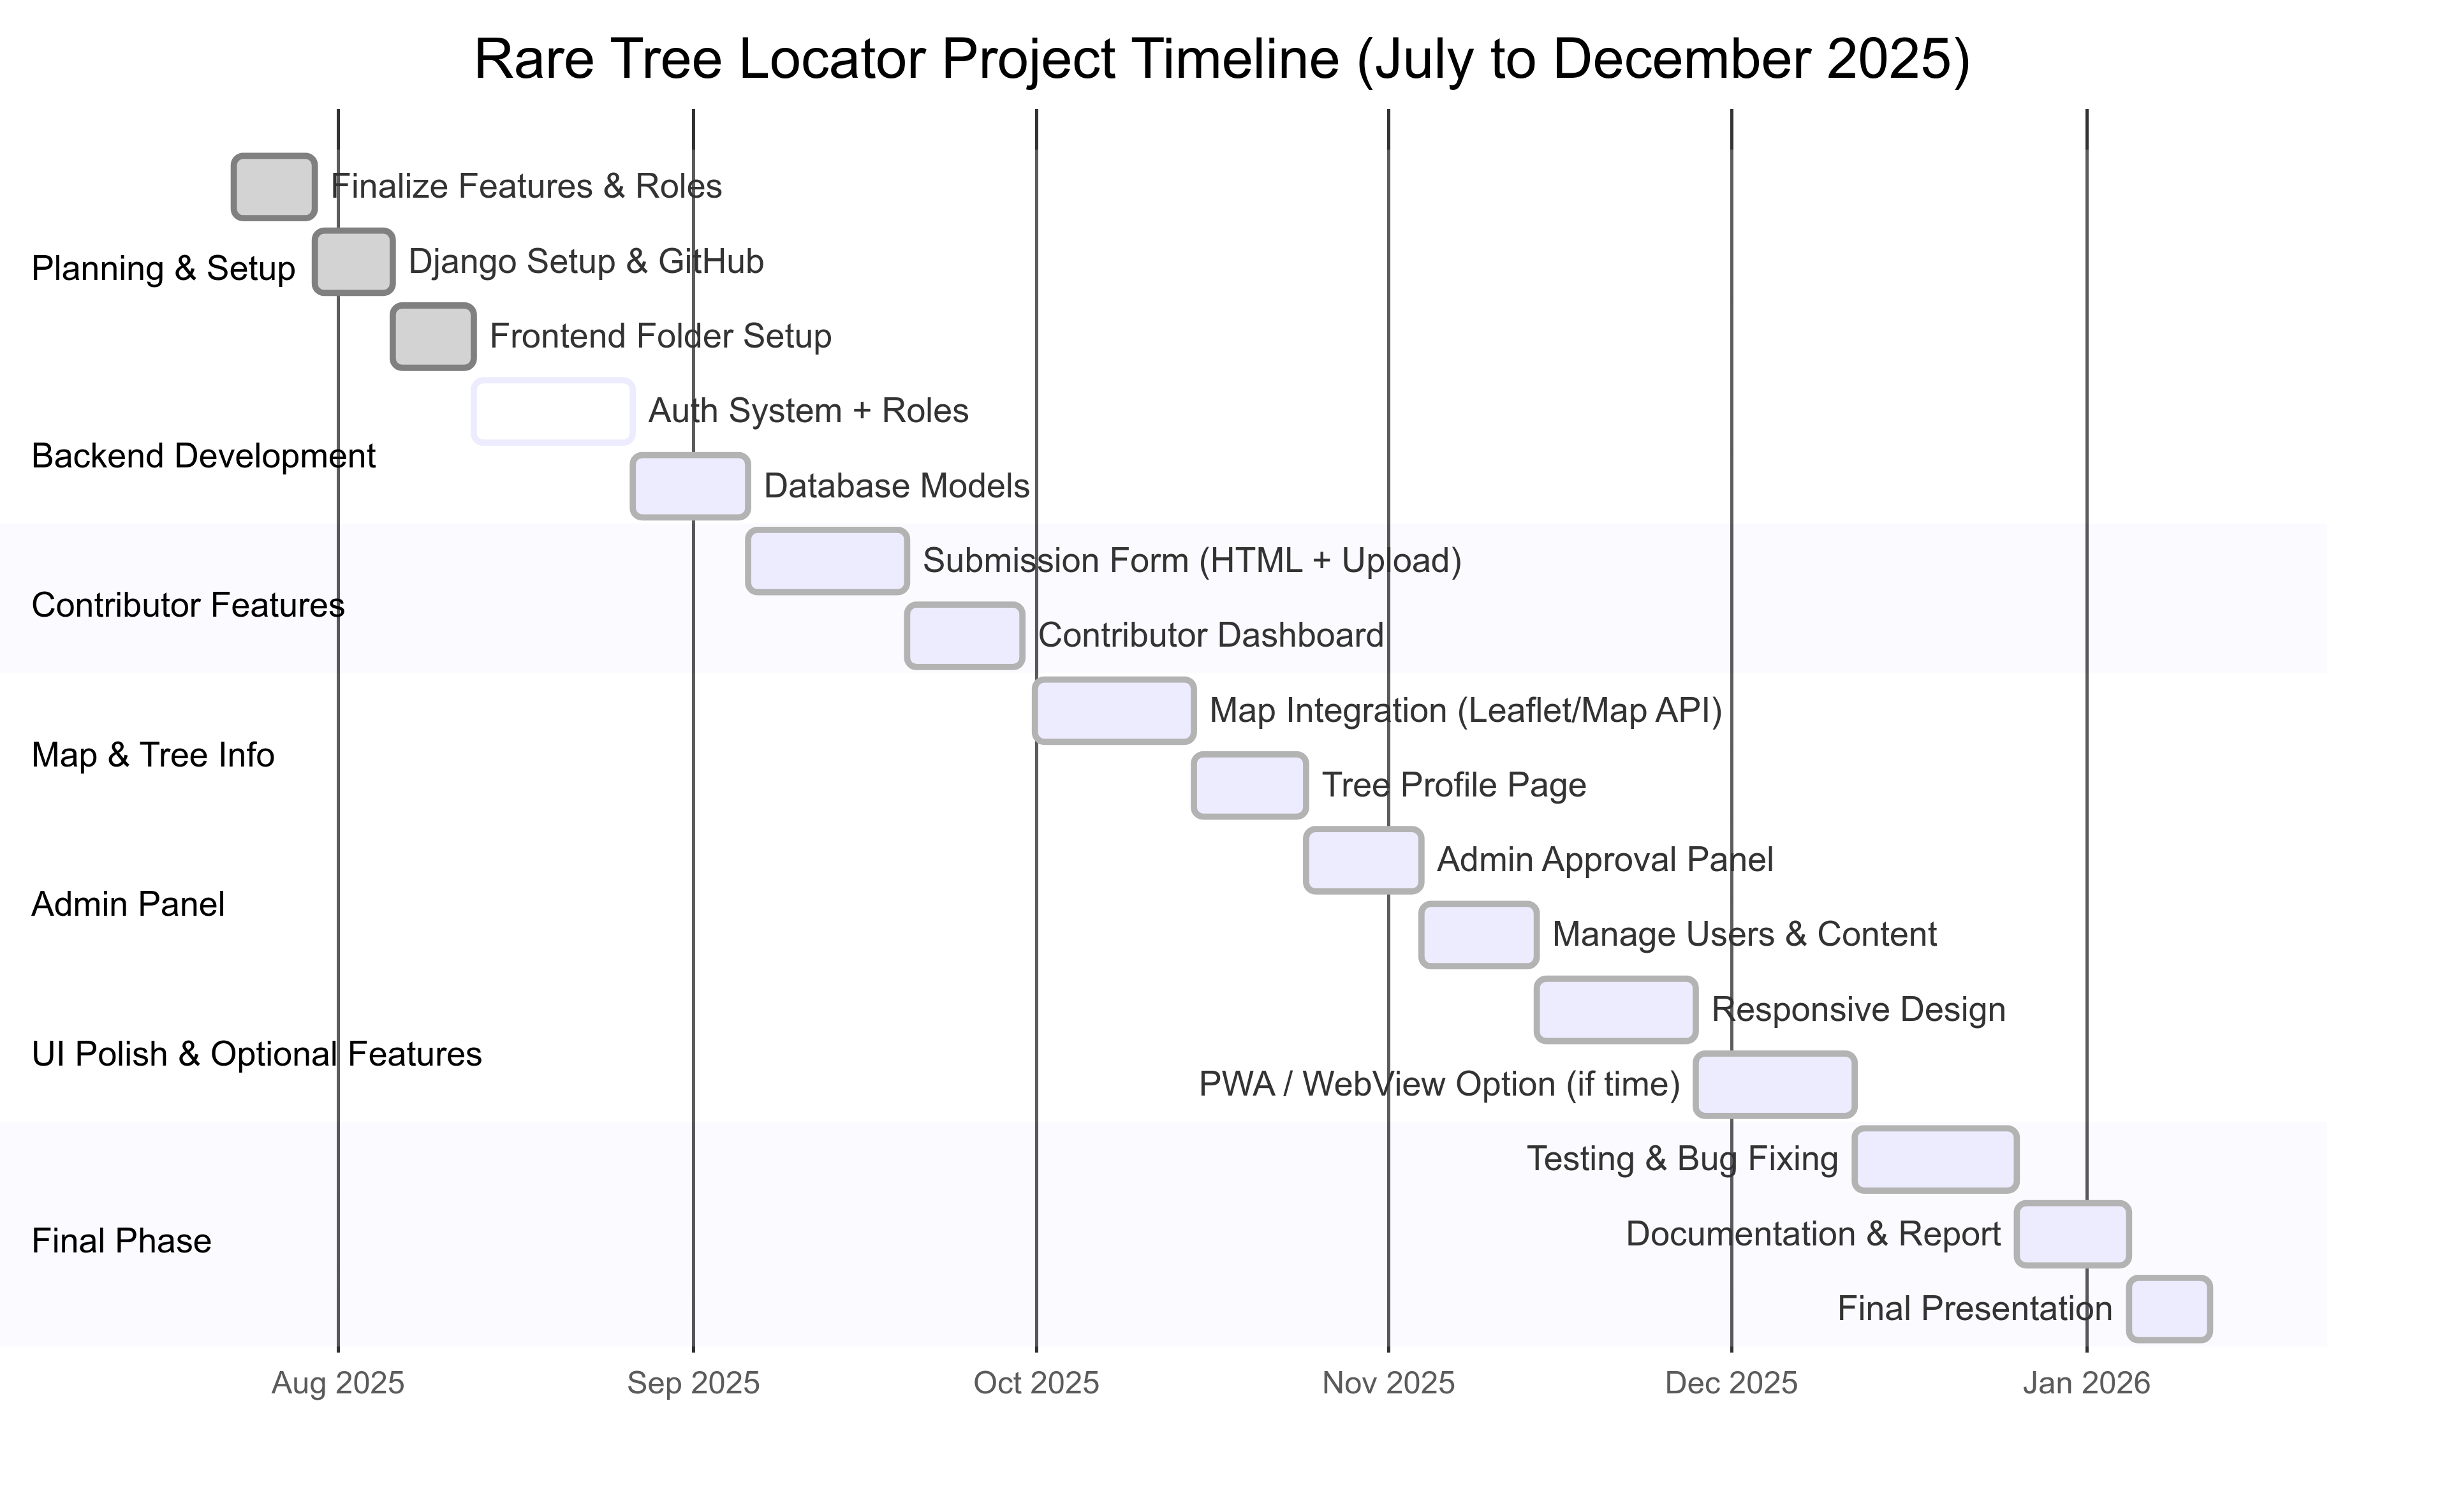 Rare Tree Locator Project Timeline (July to December 2025)
Finalize Features & Roles
Planning & Setup
Django Setup & GitHub
Frontend Folder Setup
Auth System + Roles
Backend Development
Database Models
Submission Form (HTML + Upload)
Contributor Features
Contributor Dashboard
Map Integration (Leaflet/Map API)
Map & Tree Info
Tree Profile Page
Admin Approval Panel
Admin Panel
Manage Users & Content
Responsive Design
UI Polish & Optional Features
PWA / WebView Option (if time)
Testing & Bug Fixing
Documentation & Report
Final Phase
Final Presentation
Aug 2025
Sep 2025
Oct 2025
Nov 2025
Dec 2025
Jan 2026